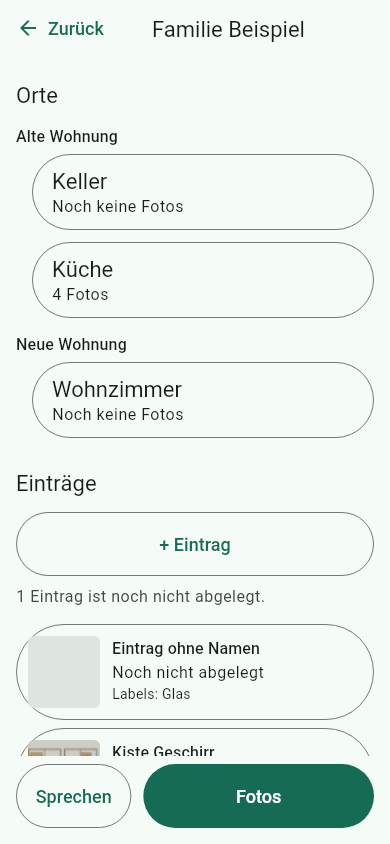 Zurück
Familie Beispiel
Orte
Alte Wohnung
Keller
Noch keine Fotos
Küche
4 Fotos
Neue Wohnung
Wohnzimmer
Noch keine Fotos
Einträge
+ Eintrag
1 Eintrag ist noch nicht abgelegt.
Eintrag ohne Namen
Noch nicht abgelegt
Labels: Glas
Kiste Geschirr
Sprechen
Fotos